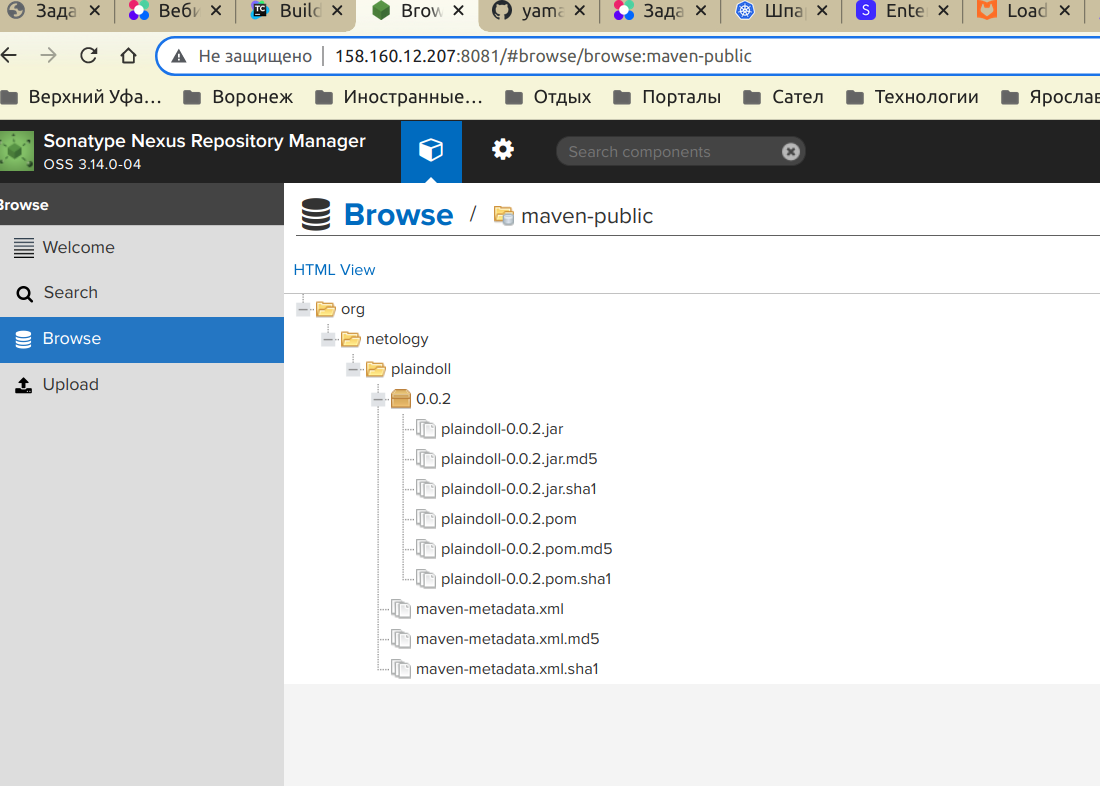 Зада Веби Build Brow yama Зада Шпар Ente Load
Не защищено 158.160.12.207:8081/#browse/browse:maven-public
Верхний Уфа… Воронеж Иностранные… Отдых Порталы Сател Технологии Ярослав
Sonatype Nexus Repository Manager
OSS 3.14.0-04
Search components
Browse
Welcome
Search
Browse
Upload
Browse / maven-public
HTML View
org
netology
plaindoll
0.0.2
plaindoll-0.0.2.jar
plaindoll-0.0.2.jar.md5
plaindoll-0.0.2.jar.sha1
plaindoll-0.0.2.pom
plaindoll-0.0.2.pom.md5
plaindoll-0.0.2.pom.sha1
maven-metadata.xml
maven-metadata.xml.md5
maven-metadata.xml.sha1